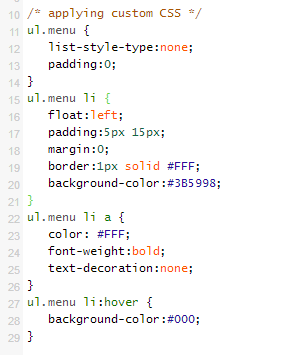 10 /* applying custom CSS */
11 ul.menu {
12 list-style-type:none;
13 padding:0;
14 }
15 ul.menu li {
16 float:left;
17 padding:5px 15px;
18 margin:0;
19 border:1px solid #FFF;
20 background-color:#3B5998;
21 }
22 ul.menu li a {
23 color: #FFF;
24 font-weight:bold;
25 text-decoration:none;
26 }
27 ul.menu li:hover {
28 background-color:#000;
29 }